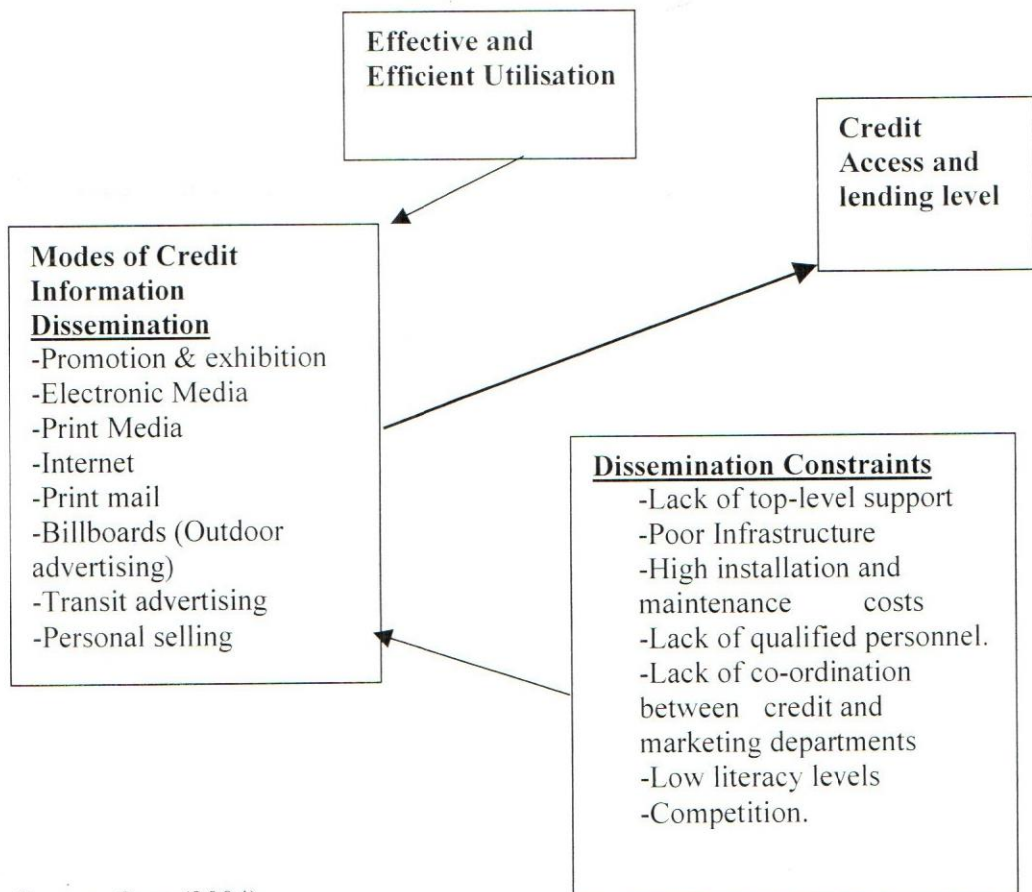 Effective and
Efficient Utilisation
Credit
Access and
lending level
Modes of Credit
Information
Dissemination
-Promotion & exhibition
-Electronic Media
-Print Media
-Internet
-Print mail
-Billboards (Outdoor
advertising)
-Transit advertising
-Personal selling
Dissemination Constraints
-Lack of top-level support
-Poor Infrastructure
-High installation and
maintenance costs
-Lack of qualified personnel.
-Lack of co-ordination
between credit and
marketing departments
-Low literacy levels
-Competition.